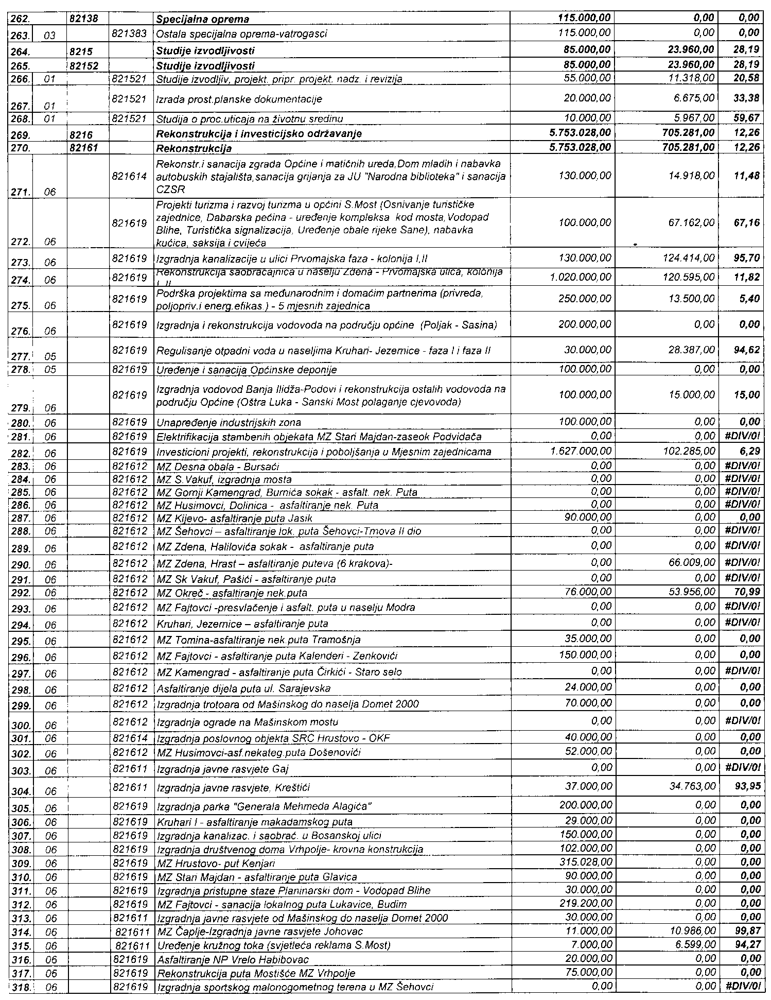 262. 82138 Specijalna oprema 115.000,00 0,00 0,00
263. 03 821383 Ostala specijalna oprema-vatrogasci 115.000,00 0,00 0,00
264. 8215 Studije izvodljivosti 85.000,00 23.960,00 28,19
265. 82152 Studije izvodljivosti 85.000,00 23.960,00 28,19
266. 01 821521 Studije izvodljiv, projekt. pripr. projekt. nadz. i revizija 55.000,00 11.318,00 20,58
267. 01 821521 Izrada prost.planske dokumentacije 20.000,00 6.675,00 33,38
268. 01 821521 Studija o proc.uticaja na životnu sredinu 10.000,00 5.967,00 59,67
269. 8216 Rekonstrukcija i investicijsko održavanje 5.753.028,00 705.281,00 12,26
270. 82161 Rekonstrukcija 5.753.028,00 705.281,00 12,26
Rekonstr.i sanacija zgrada Općine i matičnih ureda,Dom mladih i nabavka
821614 autobuskih stajališta,sanacija grijanja za JU "Narodna biblioteka" i sanacija 130.000,00 14.918,00 11,48
271. 06 CZSR
Projekti turizma i razvoj turizma u općini S.Most (Osnivanje turističke
zajednice, Dabarska pećina - uređenje kompleksa kod mosta,Vodopad
821619 Blihe, Turistička signalizacija, Uređenje obale rijeke Sane), nabavka 100.000,00 67.162,00 67,16
272. 06 kućica, saksija i cvijeća
273. 06 821619 Izgradnja kanalizacije u ulici Prvomajska faza - kolonija I,II 130.000,00 124.414,00 95,70
274. 06 821619 Rekonstrukcija saobraćajnica u naselju Zdena - Prvomajska ulica, kolonija 1.020.000,00 120.595,00 11,82
I, II
Podrška projektima sa međunarodnim i domaćim partnerima (privreda,
275. 06 821619 poljopriv.i energ.efikas.) - 5 mjesnih zajednica 250.000,00 13.500,00 5,40
276. 06 821619 Izgradnja i rekonstrukcija vodovoda na području općine (Poljak - Sasina) 200.000,00 0,00 0,00
277. 05 821619 Regulisanje otpadni voda u naseljima Kruhari- Jezernice - faza I i faza II 30.000,00 28.387,00 94,62
278. 05 821619 Uređenje i sanacija Općinske deponije 100.000,00 0,00 0,00
Izgradnja vodovod Banja Ilidža-Podovi i rekonstrukcija ostalih vodovoda na
279. 06 821619 području Općine (Oštra Luka - Sanski Most polaganje cjevovoda) 100.000,00 15.000,00 15,00
280. 06 821619 Unapređenje industrijskih zona 100.000,00 0,00 0,00
281. 06 821619 Elektrifikacija stambenih objekata MZ Stari Majdan-zaseok Podvidača 0,00 0,00 #DIV/0!
282. 06 821619 Investicioni projekti, rekonstrukcija i poboljšanja u Mjesnim zajednicama 1.627.000,00 102.285,00 6,29
283. 06 821612 MZ Desna obala - Bursaći 0,00 0,00 #DIV/0!
284. 06 821612 MZ S.Vakuf, izgradnja mosta 0,00 0,00 #DIV/0!
285. 06 821612 MZ Gornji Kamengrad, Burnića sokak - asfalt. nek. Puta 0,00 0,00 #DIV/0!
286. 06 821612 MZ Husimovci, Dolinica - asfaltiranje nek. Puta 0,00 0,00 #DIV/0!
287. 06 821612 MZ Kijevo- asfaltiranje puta Jasik 90.000,00 0,00 0,00
288. 06 821612 MZ Šehovci – asfaltiranje lok. puta Šehovci-Trnova II dio 0,00 0,00 #DIV/0!
289. 06 821612 MZ Zdena, Halilovića sokak - asfaltiranje puta 0,00 0,00 #DIV/0!
290. 06 821612 MZ Zdena, Hrast – asfaltiranje puteva (6 krakova)- 0,00 66.009,00 #DIV/0!
291. 06 821612 MZ Sk Vakuf, Pašići - asfaltiranje puta 0,00 0,00 #DIV/0!
292. 06 821612 MZ Okreč - asfaltiranje nek.puta 76.000,00 53.956,00 70,99
293. 06 821612 MZ Fajtovci -presvlačenje i asfalt. puta u naselju Modra 0,00 0,00 #DIV/0!
294. 06 821612 Kruhari, Jezernice – asfaltiranje puta 0,00 0,00 #DIV/0!
295. 06 821612 MZ Tomina-asfaltiranje nek.puta Tramošnja 35.000,00 0,00 0,00
296. 06 821612 MZ Fajtovci - asfaltiranje puta Kalenderi - Zenkovići 150.000,00 0,00 0,00
297. 06 821612 MZ Kamengrad - asfaltiranje puta Čirkići - Staro selo 0,00 0,00 #DIV/0!
298. 06 821612 Asfaltiranje dijela puta ul. Sarajevska 24.000,00 0,00 0,00
299. 06 821612 Izgradnja trotoara od Mašinskog do naselja Domet 2000 70.000,00 0,00 0,00
300. 06 821612 Izgradnja ograde na Mašinskom mostu 0,00 0,00 #DIV/0!
301. 06 821614 Izgradnja poslovnog objekta SRC Hrustovo - OKF 40.000,00 0,00 0,00
302. 06 821612 MZ Husimovci-asf.nekateg.puta Došenovići 52.000,00 0,00 0,00
303. 06 821611 Izgradnja javne rasvjete Gaj 0,00 0,00 #DIV/0!
304. 06 821611 Izgradnja javne rasvjete, Kreštići 37.000,00 34.763,00 93,95
305. 06 821619 Izgradnja parka "Generala Mehmeda Alagića" 200.000,00 0,00 0,00
306. 06 821619 Kruhari I - asfaltiranje makadamskog puta 29.000,00 0,00 0,00
307. 06 821619 Izgradnja kanalizac. i saobrać. u Bosanskoj ulici 150.000,00 0,00 0,00
308. 06 821619 Izgradnja društvenog doma Vrhpolje- krovna konstrukcija 102.000,00 0,00 0,00
309. 06 821619 MZ Hrustovo- put Kenjari 315.028,00 0,00 0,00
310. 06 821619 MZ Stari Majdan - asfaltiranje puta Glavica 90.000,00 0,00 0,00
311. 06 821619 Izgradnja pristupne staze Planinarski dom - Vodopad Blihe 30.000,00 0,00 0,00
312. 06 821619 MZ Fajtovci - sanacija lokalnog puta Lukavice, Budim 219.200,00 0,00 0,00
313. 06 821611 Izgradnja javne rasvjete od Mašinskog do naselja Domet 2000 30.000,00 0,00 0,00
314. 06 821611 MZ Čaplje-Izgradnja javne rasvjete Johovac 11.000,00 10.986,00 99,87
315. 06 821611 Uređenje kružnog toka (svjetleća reklama S.Most) 7.000,00 6.599,00 94,27
316. 06 821619 Asfaltiranje NP Vrelo Habibovac 20.000,00 0,00 0,00
317. 06 821619 Rekonstrukcija puta Mostišće MZ Vrhpolje 75.000,00 0,00 0,00
318. 06 821619 Izgradnja sportskog malonogometnog terena u MZ Šehovci 0,00 0,00 #DIV/0!